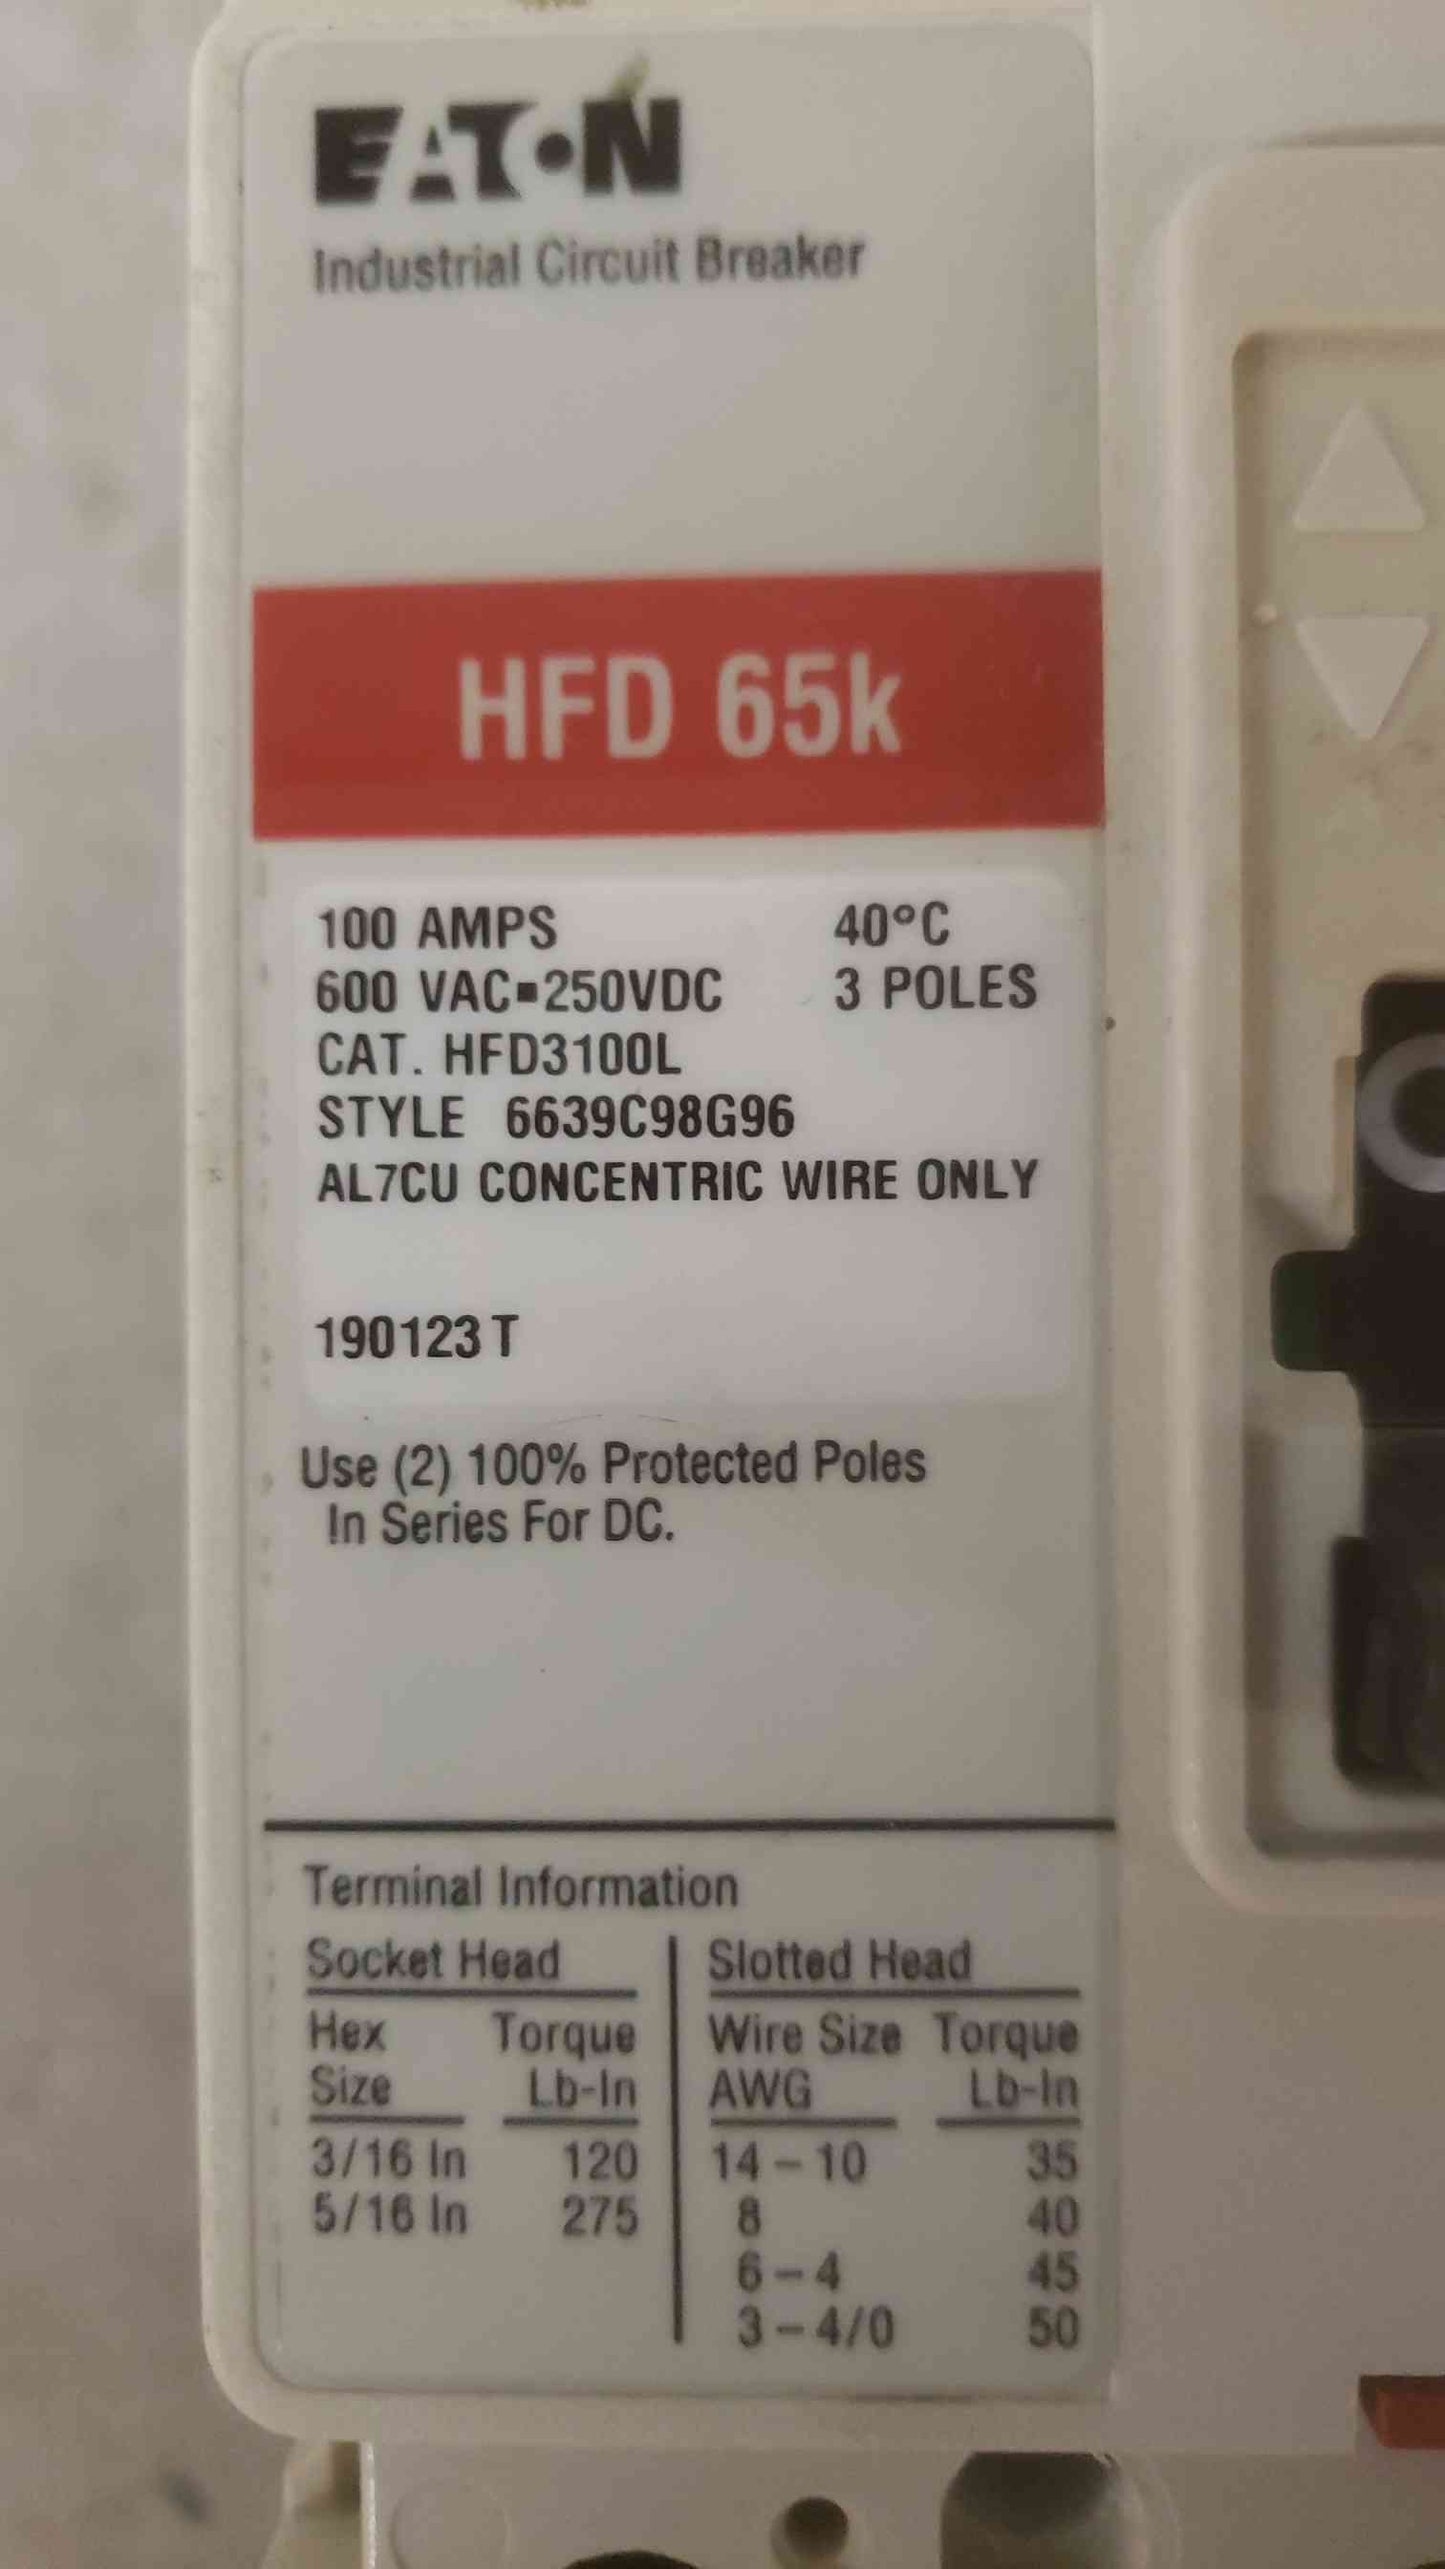 EATON
Industrial Circuit Breaker
HFD 65k
100 AMPS 40°C
600 VAC▪250VDC 3 POLES
CAT. HFD3100L
STYLE 6639C98G96
AL7CU CONCENTRIC WIRE ONLY
190123 T
Use (2) 100% Protected Poles
In Series For DC.
Terminal Information
Socket Head Slotted Head
Hex Torque Wire Size Torque
Size Lb-In AWG Lb-In
3/16 In 120 14 – 10 35
5/16 In 275 8 40
6 – 4 45
3 – 4/0 50